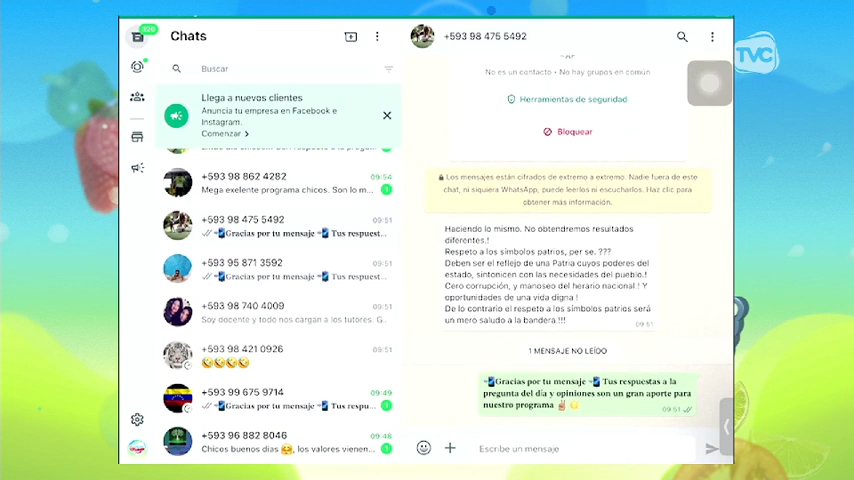 320
Chats
Buscar
Llega a nuevos clientes
Anuncia tu empresa en Facebook e
Instagram.
Comenzar
+593 98 862 4282
09:54
Mega exelente programa chicos. Son lo m...
1
+593 98 475 5492
09:51
Gracias por tu mensaje Tus respuest...
+593 95 871 3592
09:51
Gracias por tu mensaje Tus respuest...
+593 98 740 4009
09:51
Soy docente y todo nos cargan a los tutores. G..
+593 98 421 0926
09:51
🤣🤣🤣🤣
+593 99 675 9714
09:49
Gracias por tu mensaje Tus respu...
1
+593 96 882 8046
09:46
Chicos buenos días 🤗, los valores vienen...
1
+593 98 475 5492
TVC
No es un contacto • No hay grupos en común
Herramientas de seguridad
Bloquear
Los mensajes están cifrados de extremo a extremo. Nadie fuera de este
chat, ni siquiera WhatsApp, puede leerlos ni escucharlos. Haz clic para
obtener más información.
Haciendo lo mismo. No obtendremos resultados
diferentes.!
Respeto a los símbolos patrios, per se. ???
Deben ser el reflejo de una Patria cuyos poderes del
estado, sintonicen con las necesidades del pueblo.!
Cero corrupción, y manoseo del herario nacional.! Y
oportunidades de una vida digna !
De lo contrario el respeto a los símbolos patrios será
un mero saludo a la bandera.!!!
09:51
1 MENSAJE NO LEÍDO
📲Gracias por tu mensaje 📲 Tus respuestas a la
pregunta del día y opiniones son un gran aporte para
nuestro programa
09:51
Escribe un mensaje